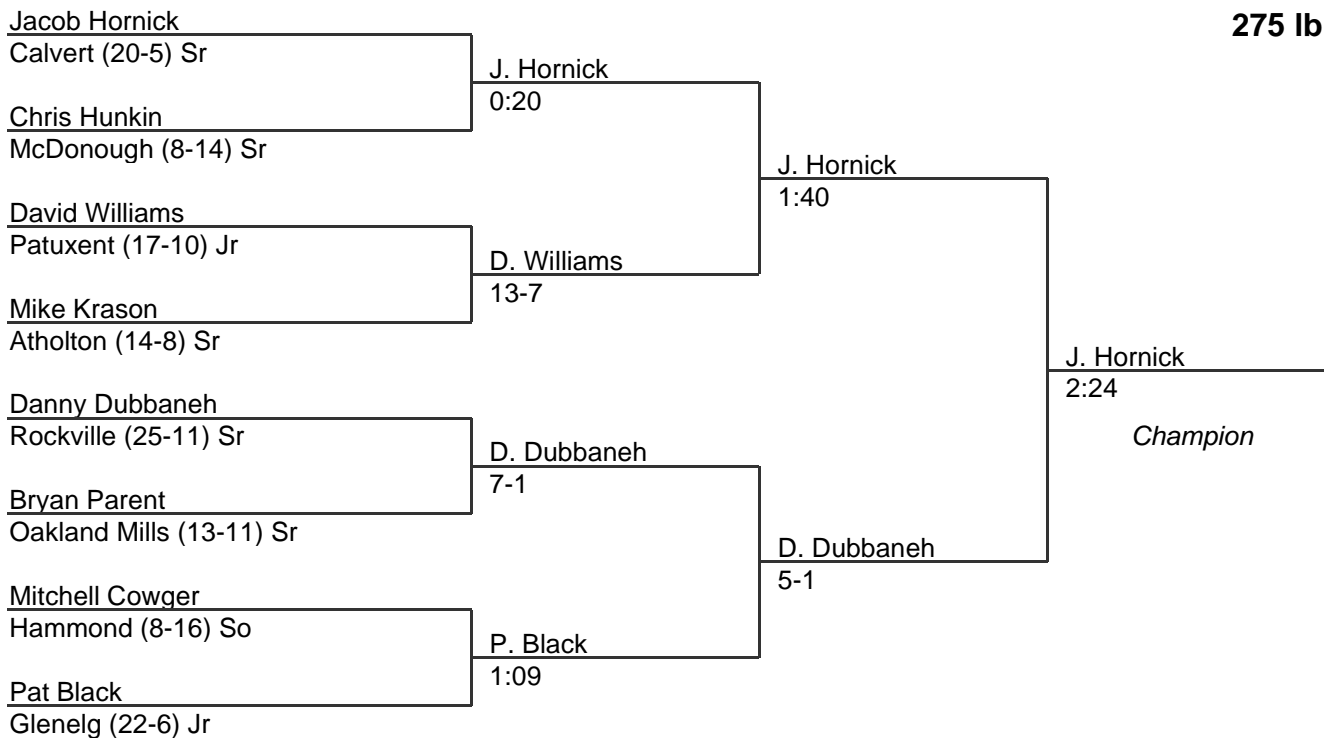 Jacob Hornick
275 lb
Calvert (20-5) Sr
J. Hornick
0:20
Chris Hunkin
McDonough (8-14) Sr
J. Hornick
1:40
David Williams
Patuxent (17-10) Jr
D. Williams
13-7
Mike Krason
Atholton (14-8) Sr
J. Hornick
2:24
Champion
Danny Dubbaneh
Rockville (25-11) Sr
D. Dubbaneh
7-1
Bryan Parent
Oakland Mills (13-11) Sr
D. Dubbaneh
5-1
Mitchell Cowger
Hammond (8-16) So
P. Black
1:09
Pat Black
Glenelg (22-6) Jr